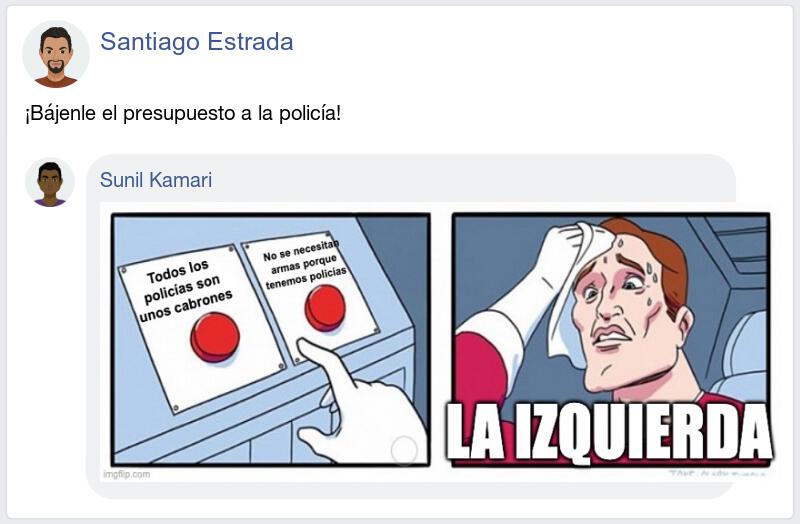 Santiago Estrada
¡Bájenle el presupuesto a la policía!
Sunil Kamari
Todos los
policías son
unos cabrones
No se necesitan
armas porque
tenemos policías
LA IZQUIERDA
imgflip.com